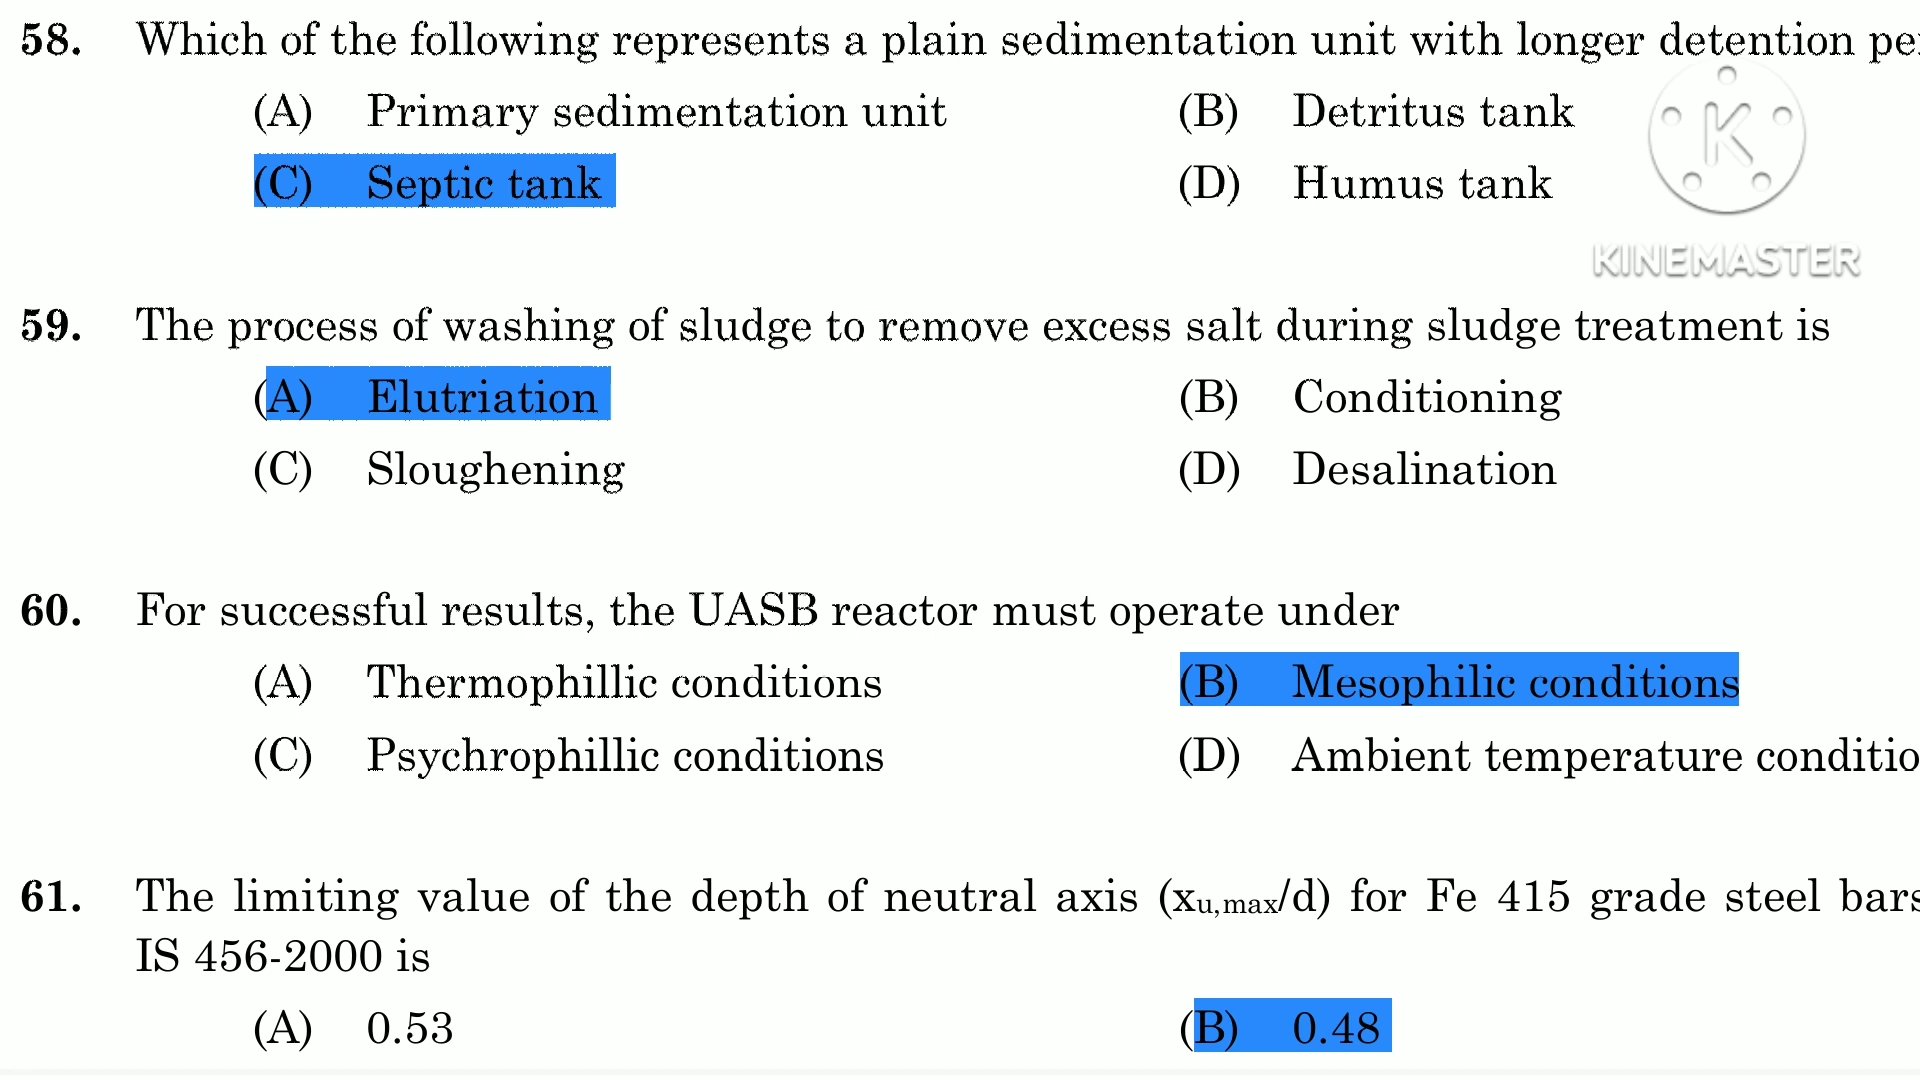 58. Which of the following represents a plain sedimentation unit with longer detention
(A) Primary sedimentation unit (B) Detritus tank
(C) Septic tank (D) Humus tank
K
KINEMASTER
59. The process of washing of sludge to remove excess salt during sludge treatment is
(A) Elutriation (B) Conditioning
(C) Sloughening (D) Desalination
60. For successful results, the UASB reactor must operate under
(A) Thermophillic conditions (B) Mesophilic conditions
(C) Psychrophillic conditions (D) Ambient temperature conditio
61. The limiting value of the depth of neutral axis (xu,max/d) for Fe 415 grade steel bars
IS 456-2000 is
(A) 0.53 (B) 0.48